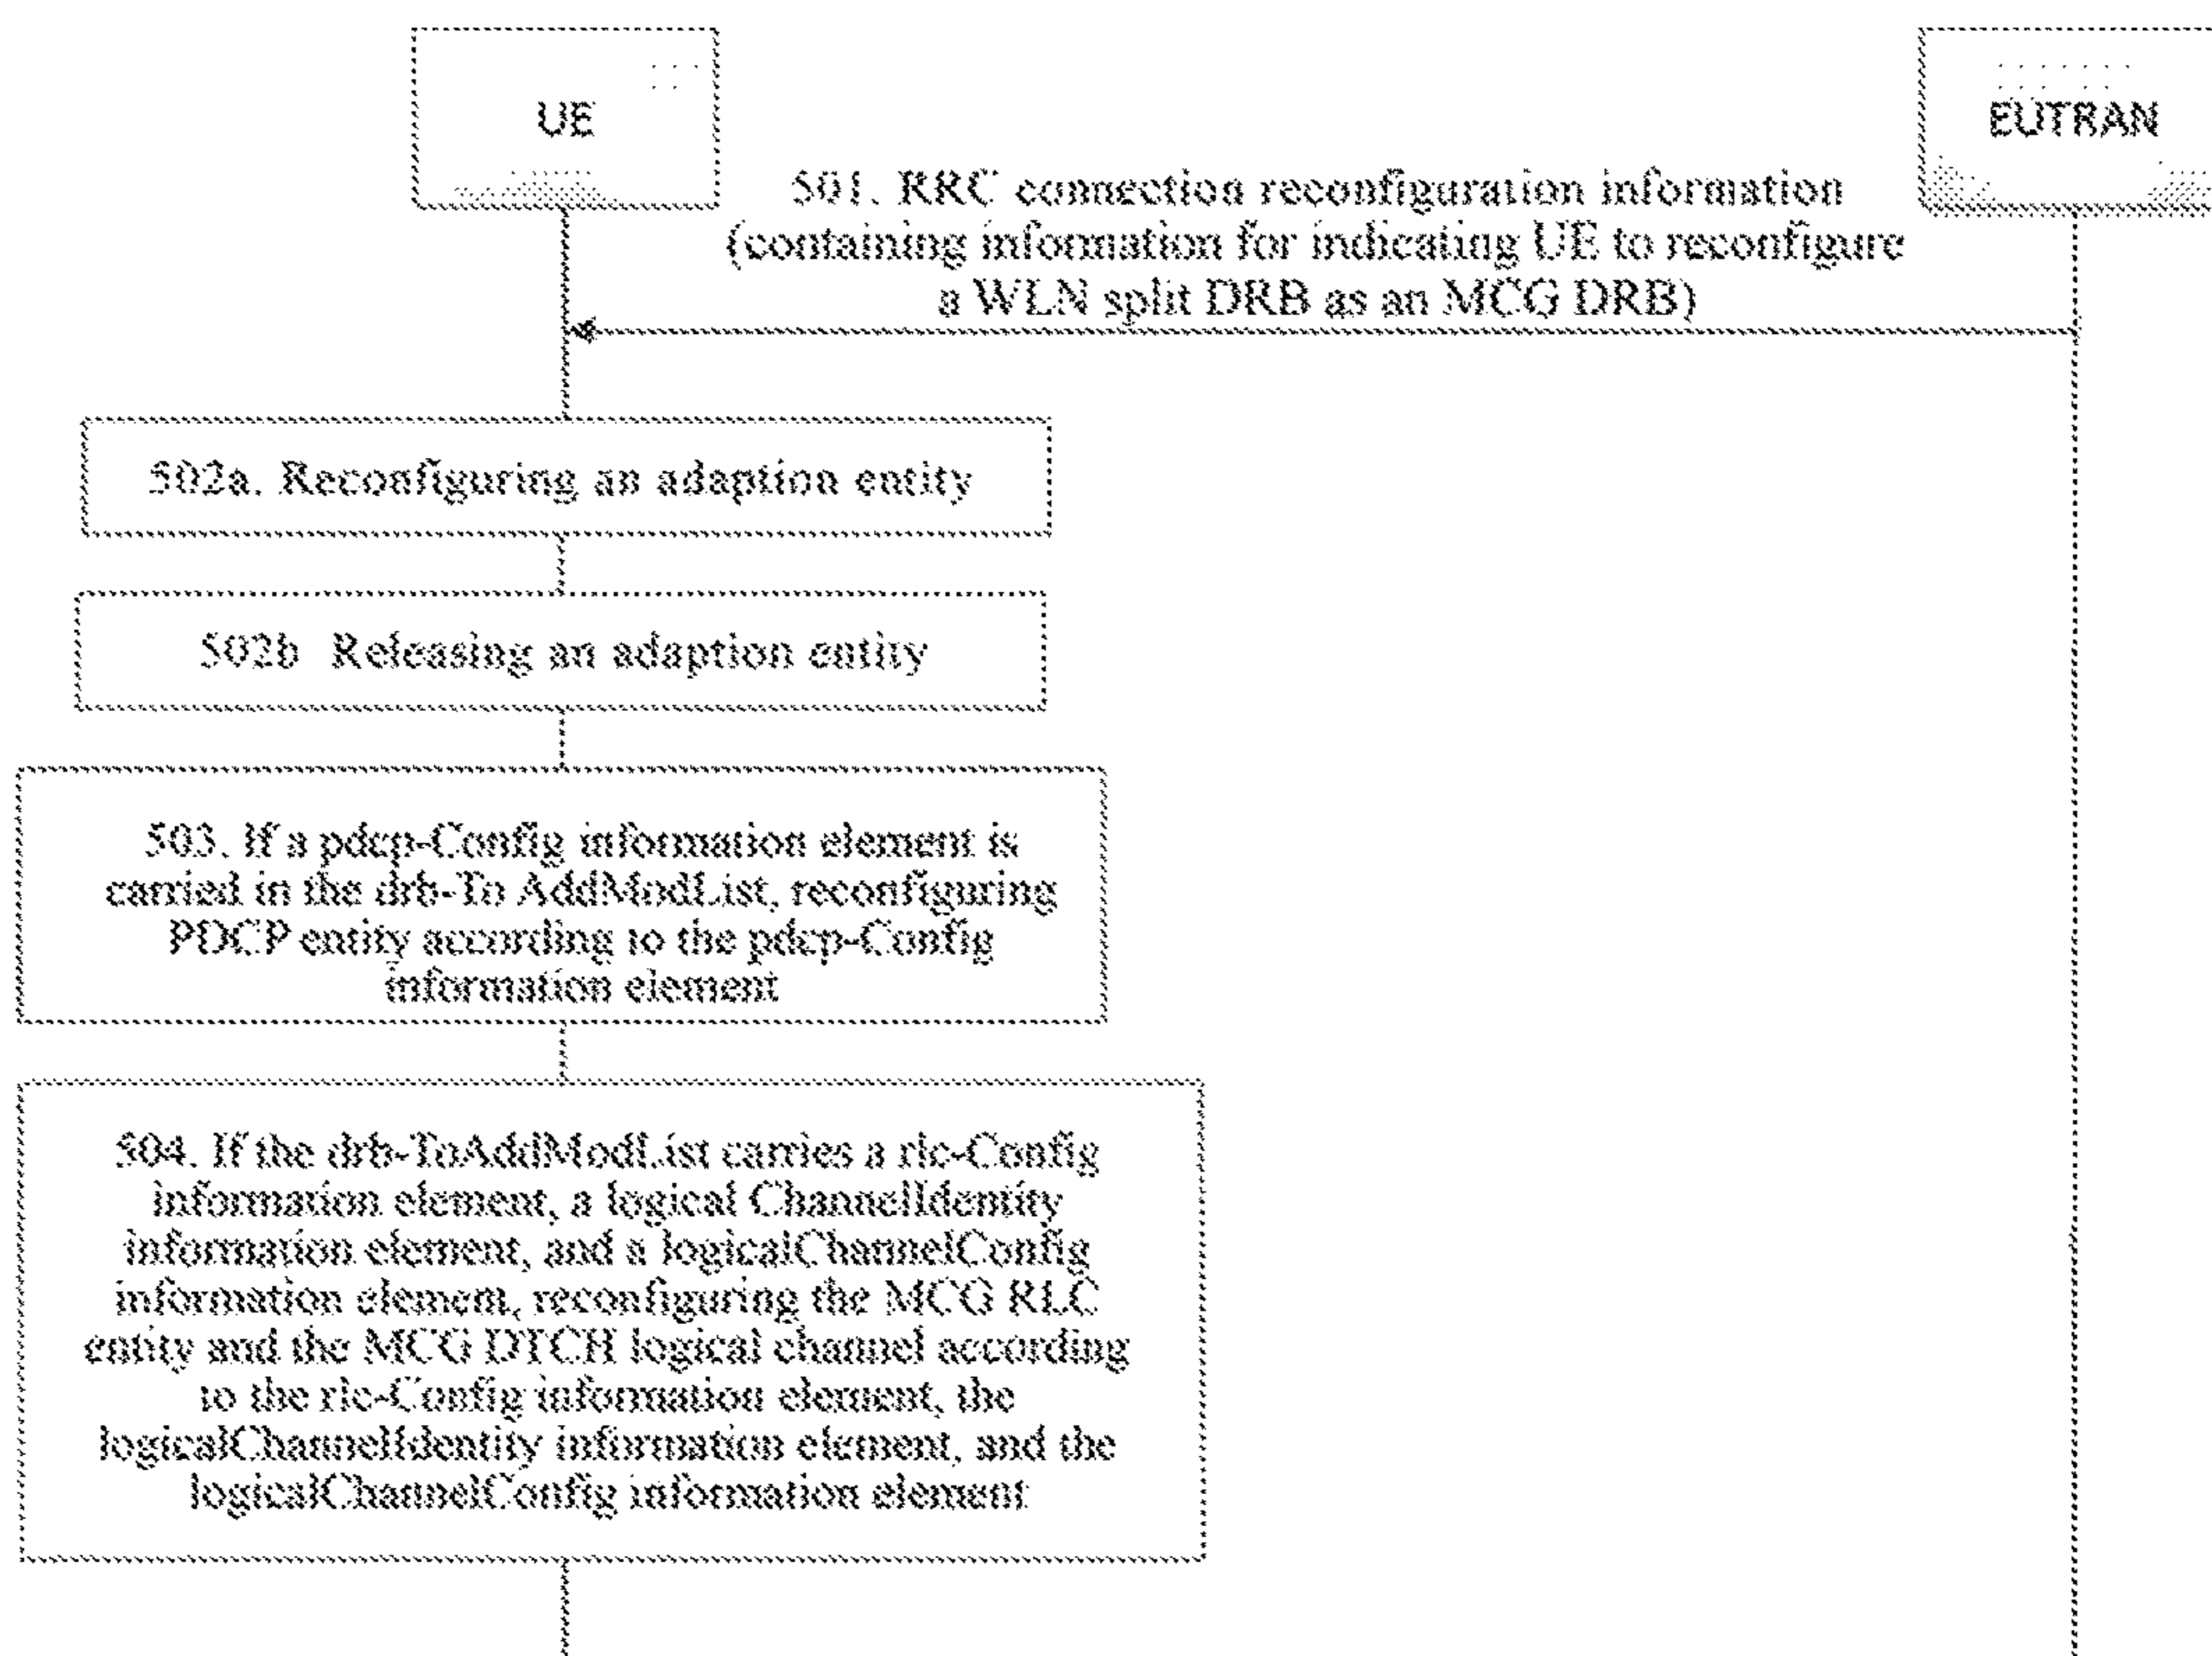 UE
EUTRAN
501. RRC connection reconfiguration information
(containing information for indicating UE to reconfigure
a WLN split DRB as an MCG DRB)
502a. Reconfiguring an adaption entity
502b Releasing an adaption entity
503. If a pdcp-Config information element is
carried in the drb-To AddModList, reconfiguring
PDCP entity according to the pdcp-Config
information element
504. If the drb-ToAddModList carries a rlc-Config
information element, a logical ChannelIdentity
information element, and a logicalChannelConfig
information element, reconfiguring the MCG RLC
entity and the MCG DTCH logical channel according
to the rlc-Config information element, the
logicalChannelIdentity information element, and the
logicalChannelConfig information element